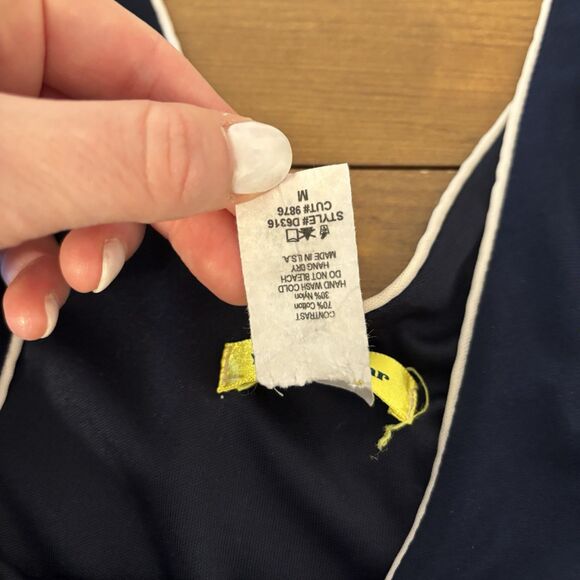 CONTRAST
70% Cotton
30% Nylon
HAND WASH COLD
DO NOT BLEACH
HANG DRY
MADE IN U.S.A.
STYLE# D6316
CUT# 9876
M